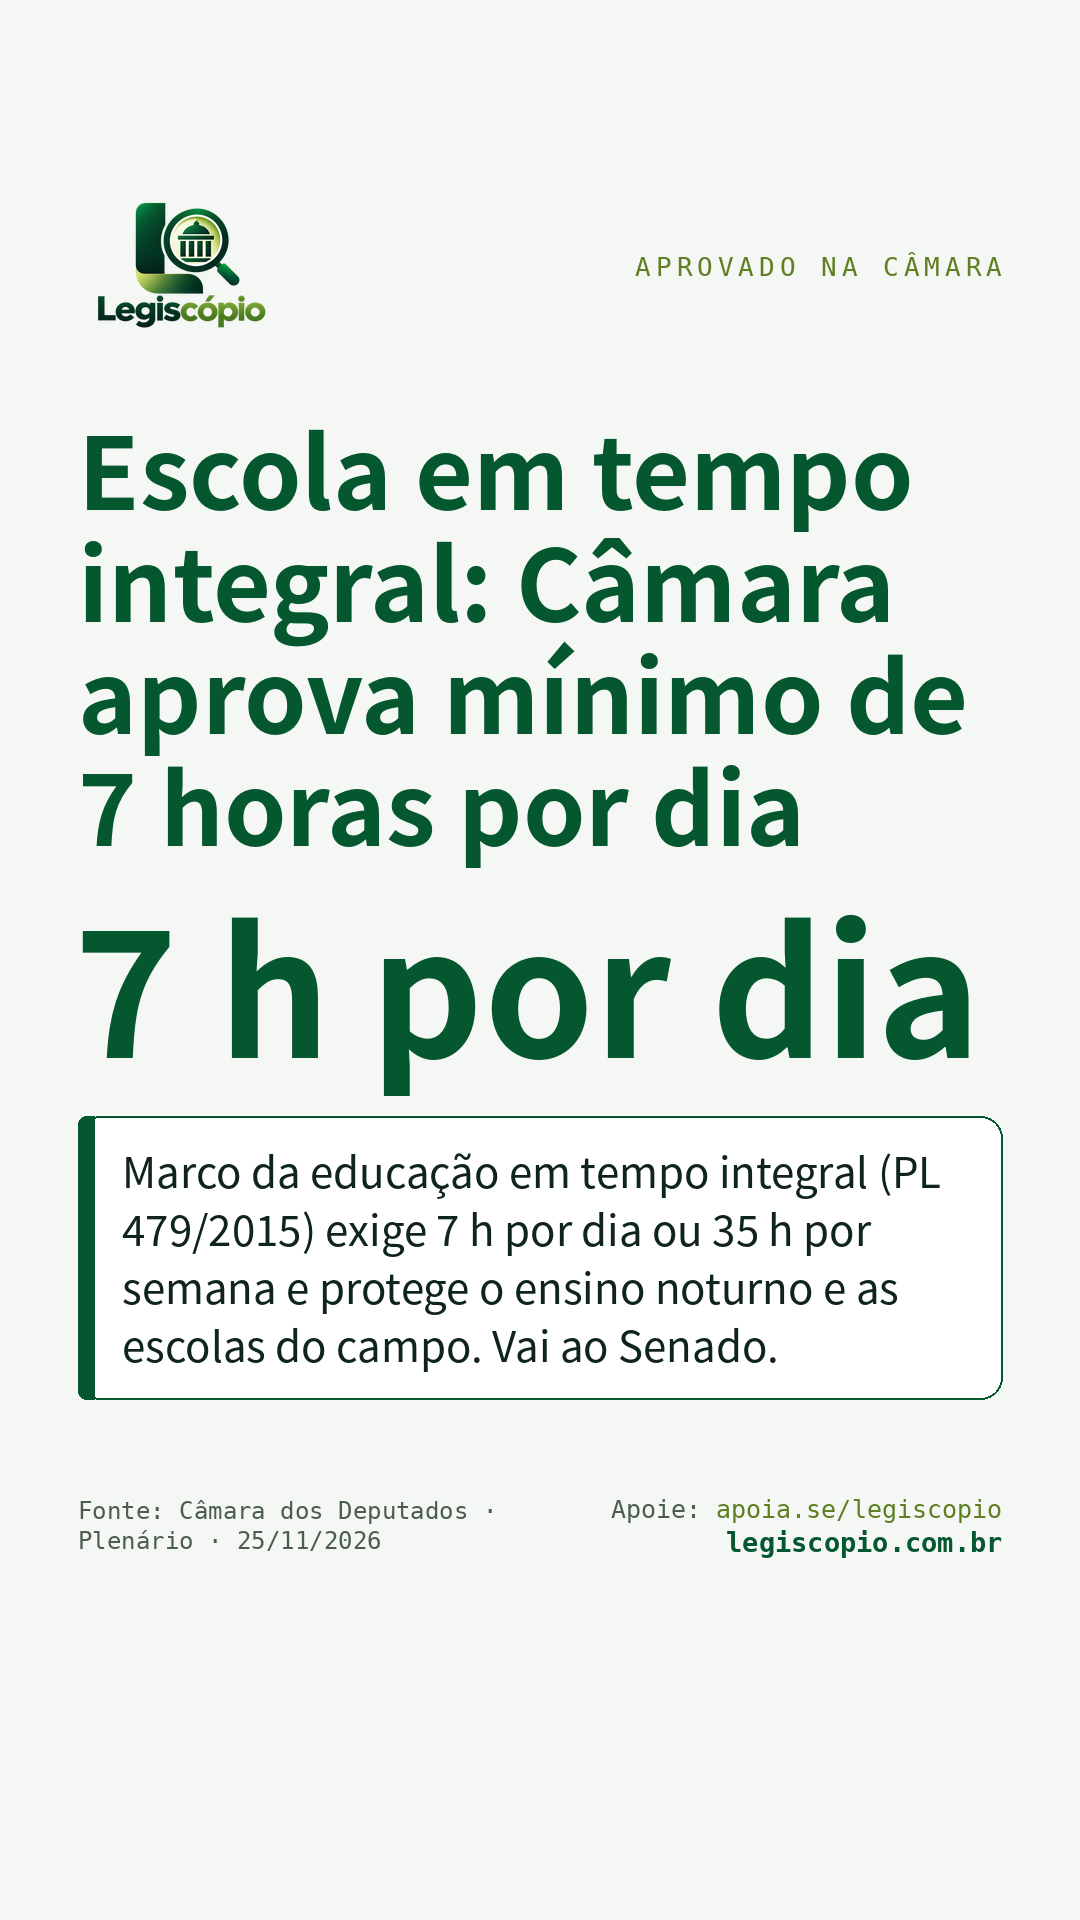 Legiscópio
APROVADO NA CÂMARA
Escola em tempo
integral: Câmara
aprova mínimo de
7 horas por dia
7 h por dia
Marco da educação em tempo integral (PL
479/2015) exige 7 h por dia ou 35 h por
semana e protege o ensino noturno e as
escolas do campo. Vai ao Senado.
Fonte: Câmara dos Deputados ·
Plenário · 25/11/2026
Apoie: apoia.se/legiscopio
legiscopio.com.br